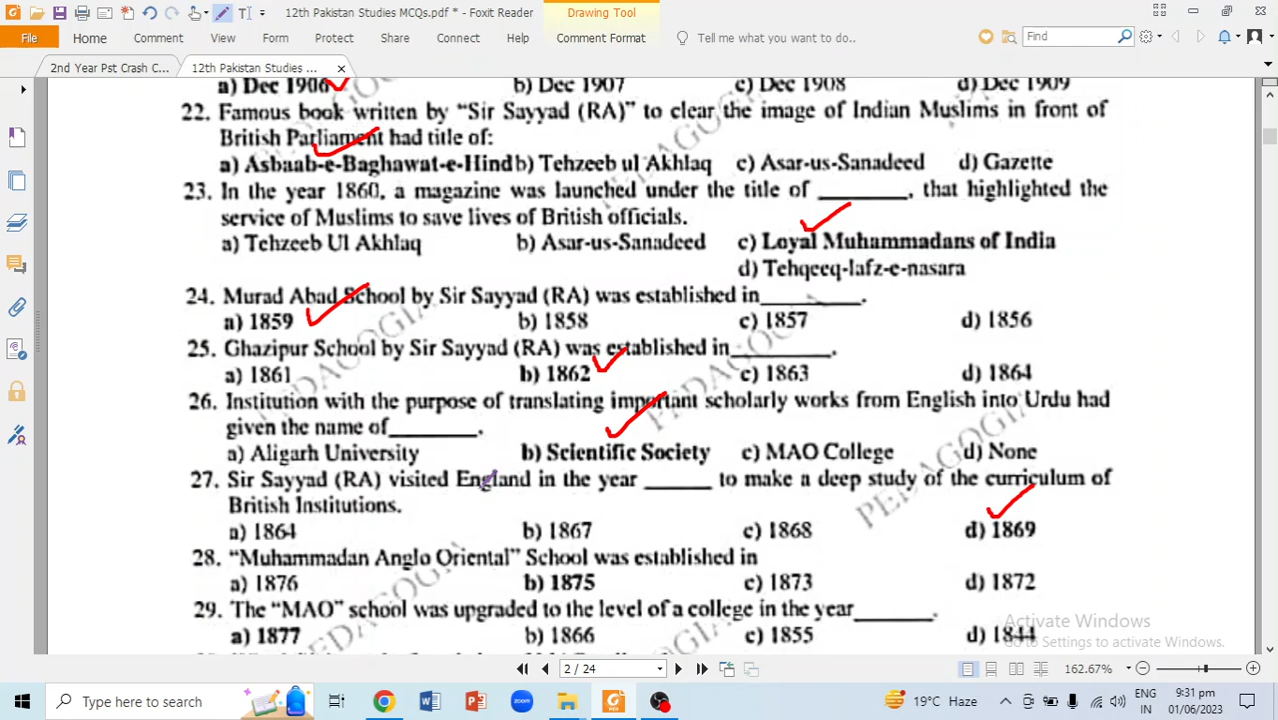 12th Pakistan Studies MCQs.pdf * - Foxit Reader
Drawing Tool
File Home Comment View Form Protect Share Connect Help Comment Format Tell me what you want to do.. Find
2nd Year Pst Crash C... 12th Pakistan Studies ...
a) Dec 1906 b) Dec 1907 c) Dec 1908 d) Dec 1909
22. Famous book written by “Sir Sayyad (RA)” to clear the image of Indian Muslims in front of
British Parliament had title of:
a) Asbaab-e-Baghawat-e-Hind b) Tehzeeb ul Akhlaq c) Asar-us-Sanadeed d) Gazette
23. In the year 1860, a magazine was launched under the title of ________, that highlighted the
service of Muslims to save lives of British officials.
a) Tehzeeb Ul Akhlaq b) Asar-us-Sanadeed c) Loyal Muhammadans of India
d) Tehqeeq-lafz-e-nasara
24. Murad Abad School by Sir Sayyad (RA) was established in_________.
a) 1859 b) 1858 c) 1857 d) 1856
25. Ghazipur School by Sir Sayyad (RA) was established in_________.
a) 1861 b) 1862 c) 1863 d) 1864
26. Institution with the purpose of translating important scholarly works from English into Urdu had
given the name of________.
a) Aligarh University b) Scientific Society c) MAO College d) None
27. Sir Sayyad (RA) visited England in the year ______ to make a deep study of the curriculum of
British Institutions.
a) 1864 b) 1867 c) 1868 d) 1869
28. “Muhammadan Anglo Oriental” School was established in
a) 1876 b) 1875 c) 1873 d) 1872
29. The “MAO” school was upgraded to the level of a college in the year_______.
a) 1877 b) 1866 c) 1855 d) 1844
PEDAGOGIA
PEDAGOGIA
PEDAGOGIA
PEDAGOGIA
Activate Windows
Go to Settings to activate Windows.
2 / 24 162.67%
Type here to search zoom 19°C Haze ENG 9:31 pm
IN 01/06/2023